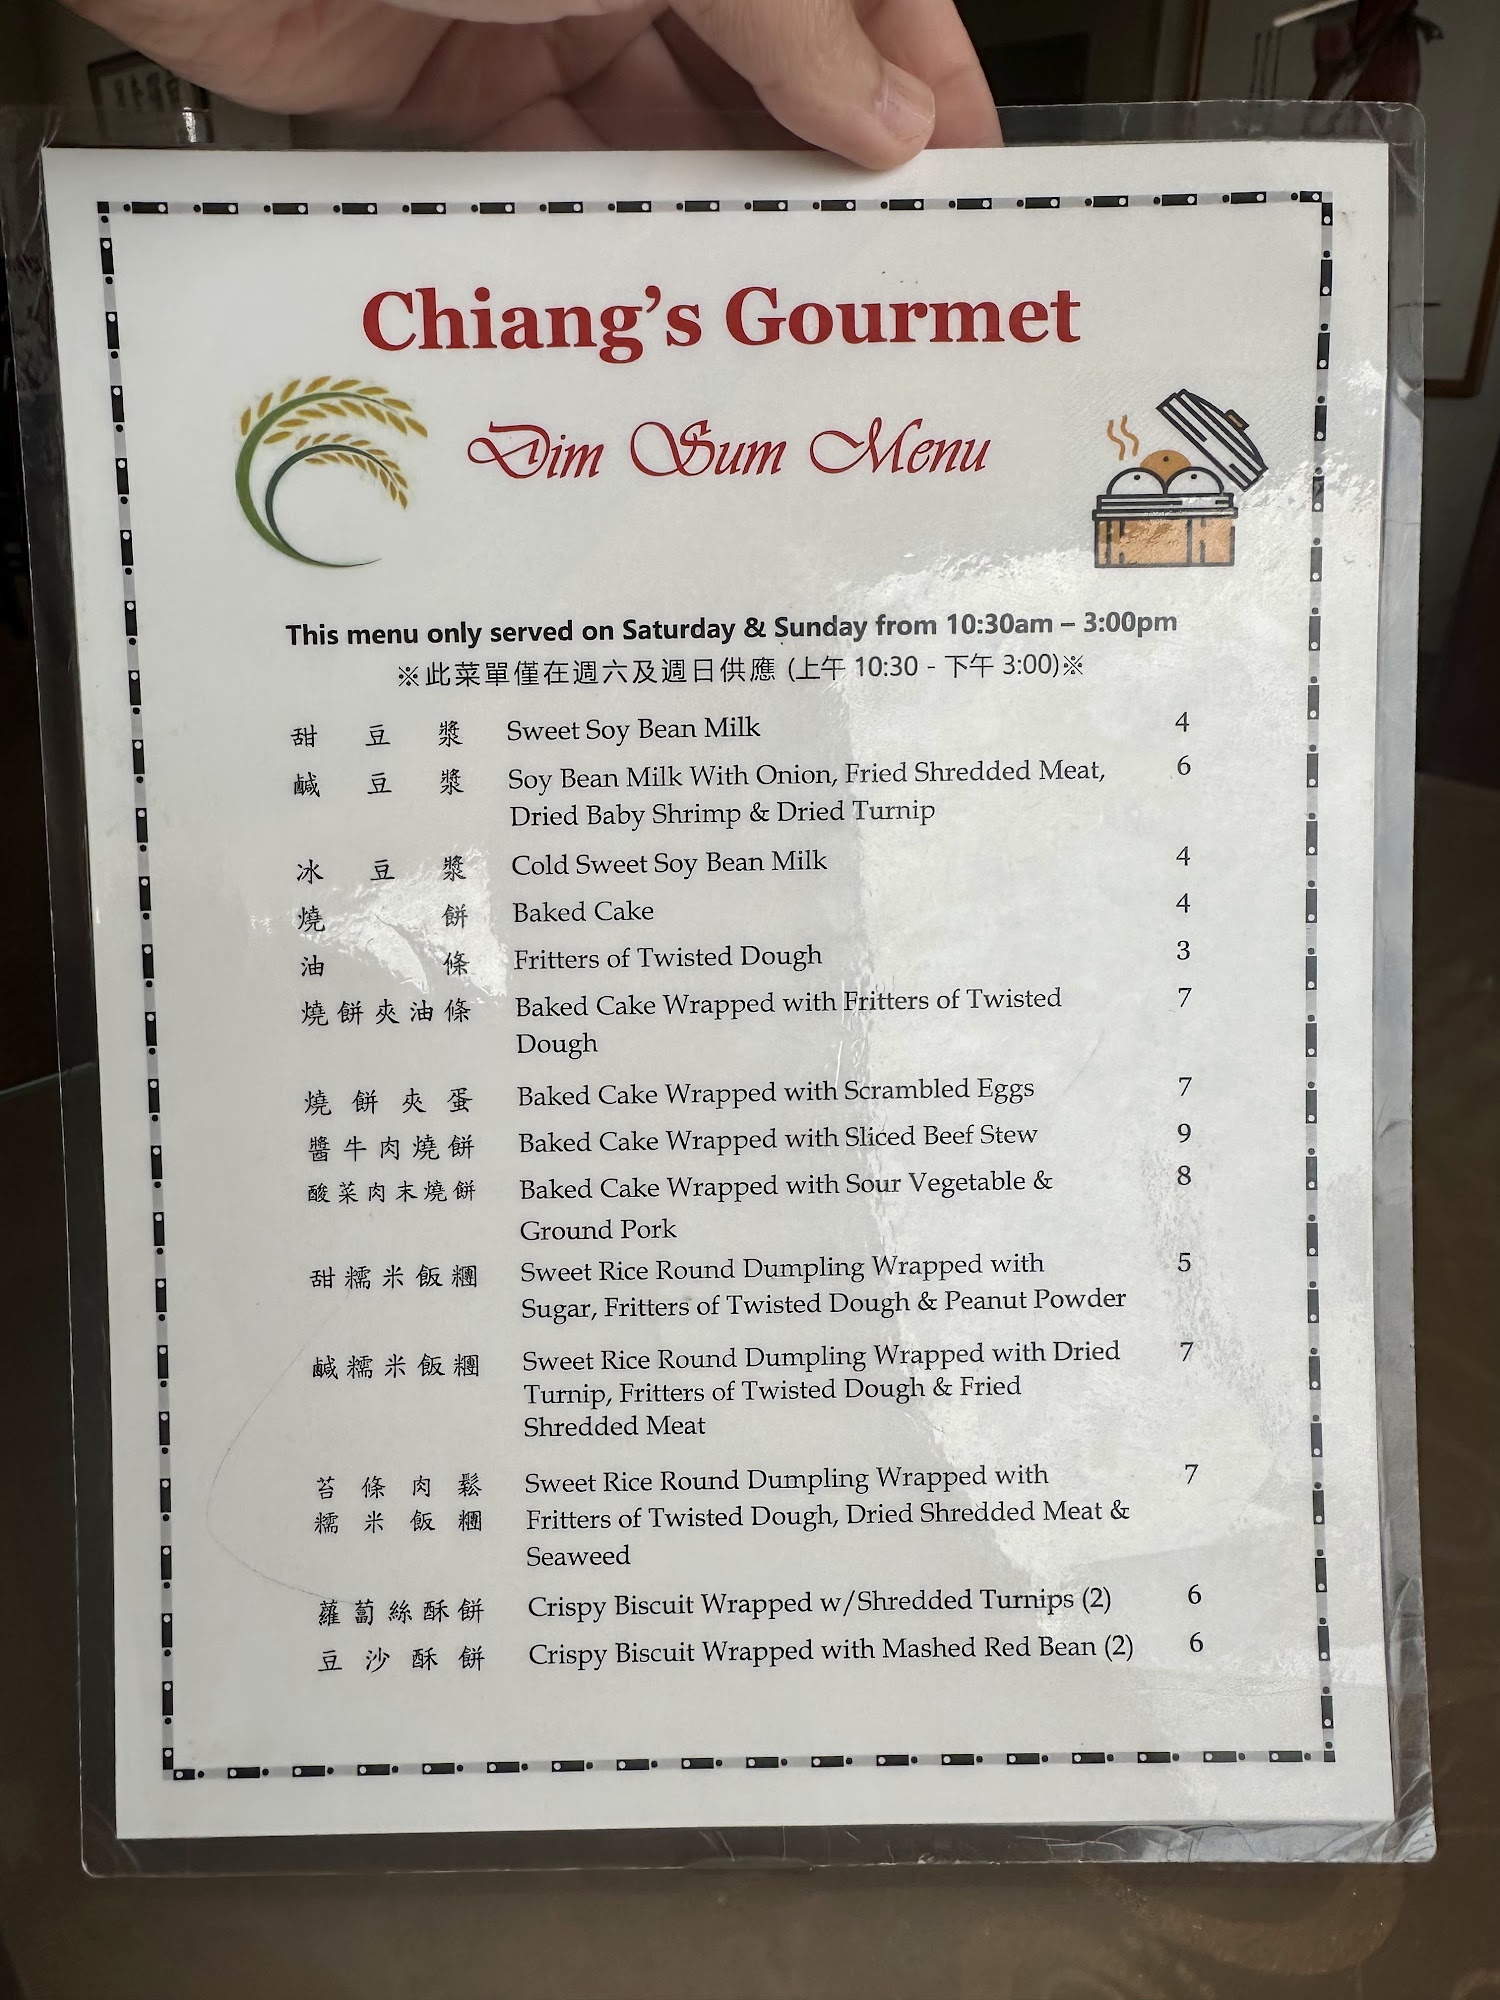 Chiang's Gourmet
Dim Sum Menu
This menu only served on Saturday & Sunday from 10:30am – 3:00pm
※此菜單僅在週六及週日供應 (上午 10:30 - 下午 3:00)※
甜豆漿 Sweet Soy Bean Milk 4
鹹豆漿 Soy Bean Milk With Onion, Fried Shredded Meat, 6
Dried Baby Shrimp & Dried Turnip
冰豆漿 Cold Sweet Soy Bean Milk 4
燒餅 Baked Cake 4
油條 Fritters of Twisted Dough 3
燒餅夾油條 Baked Cake Wrapped with Fritters of Twisted 7
Dough
燒餅夾蛋 Baked Cake Wrapped with Scrambled Eggs 7
醬牛肉燒餅 Baked Cake Wrapped with Sliced Beef Stew 9
酸菜肉末燒餅 Baked Cake Wrapped with Sour Vegetable & 8
Ground Pork
甜糯米飯糰 Sweet Rice Round Dumpling Wrapped with 5
Sugar, Fritters of Twisted Dough & Peanut Powder
鹹糯米飯糰 Sweet Rice Round Dumpling Wrapped with Dried 7
Turnip, Fritters of Twisted Dough & Fried
Shredded Meat
苔條肉鬆 Sweet Rice Round Dumpling Wrapped with 7
糯米飯糰 Fritters of Twisted Dough, Dried Shredded Meat &
Seaweed
蘿蔔絲酥餅 Crispy Biscuit Wrapped w/Shredded Turnips (2) 6
豆沙酥餅 Crispy Biscuit Wrapped with Mashed Red Bean (2) 6